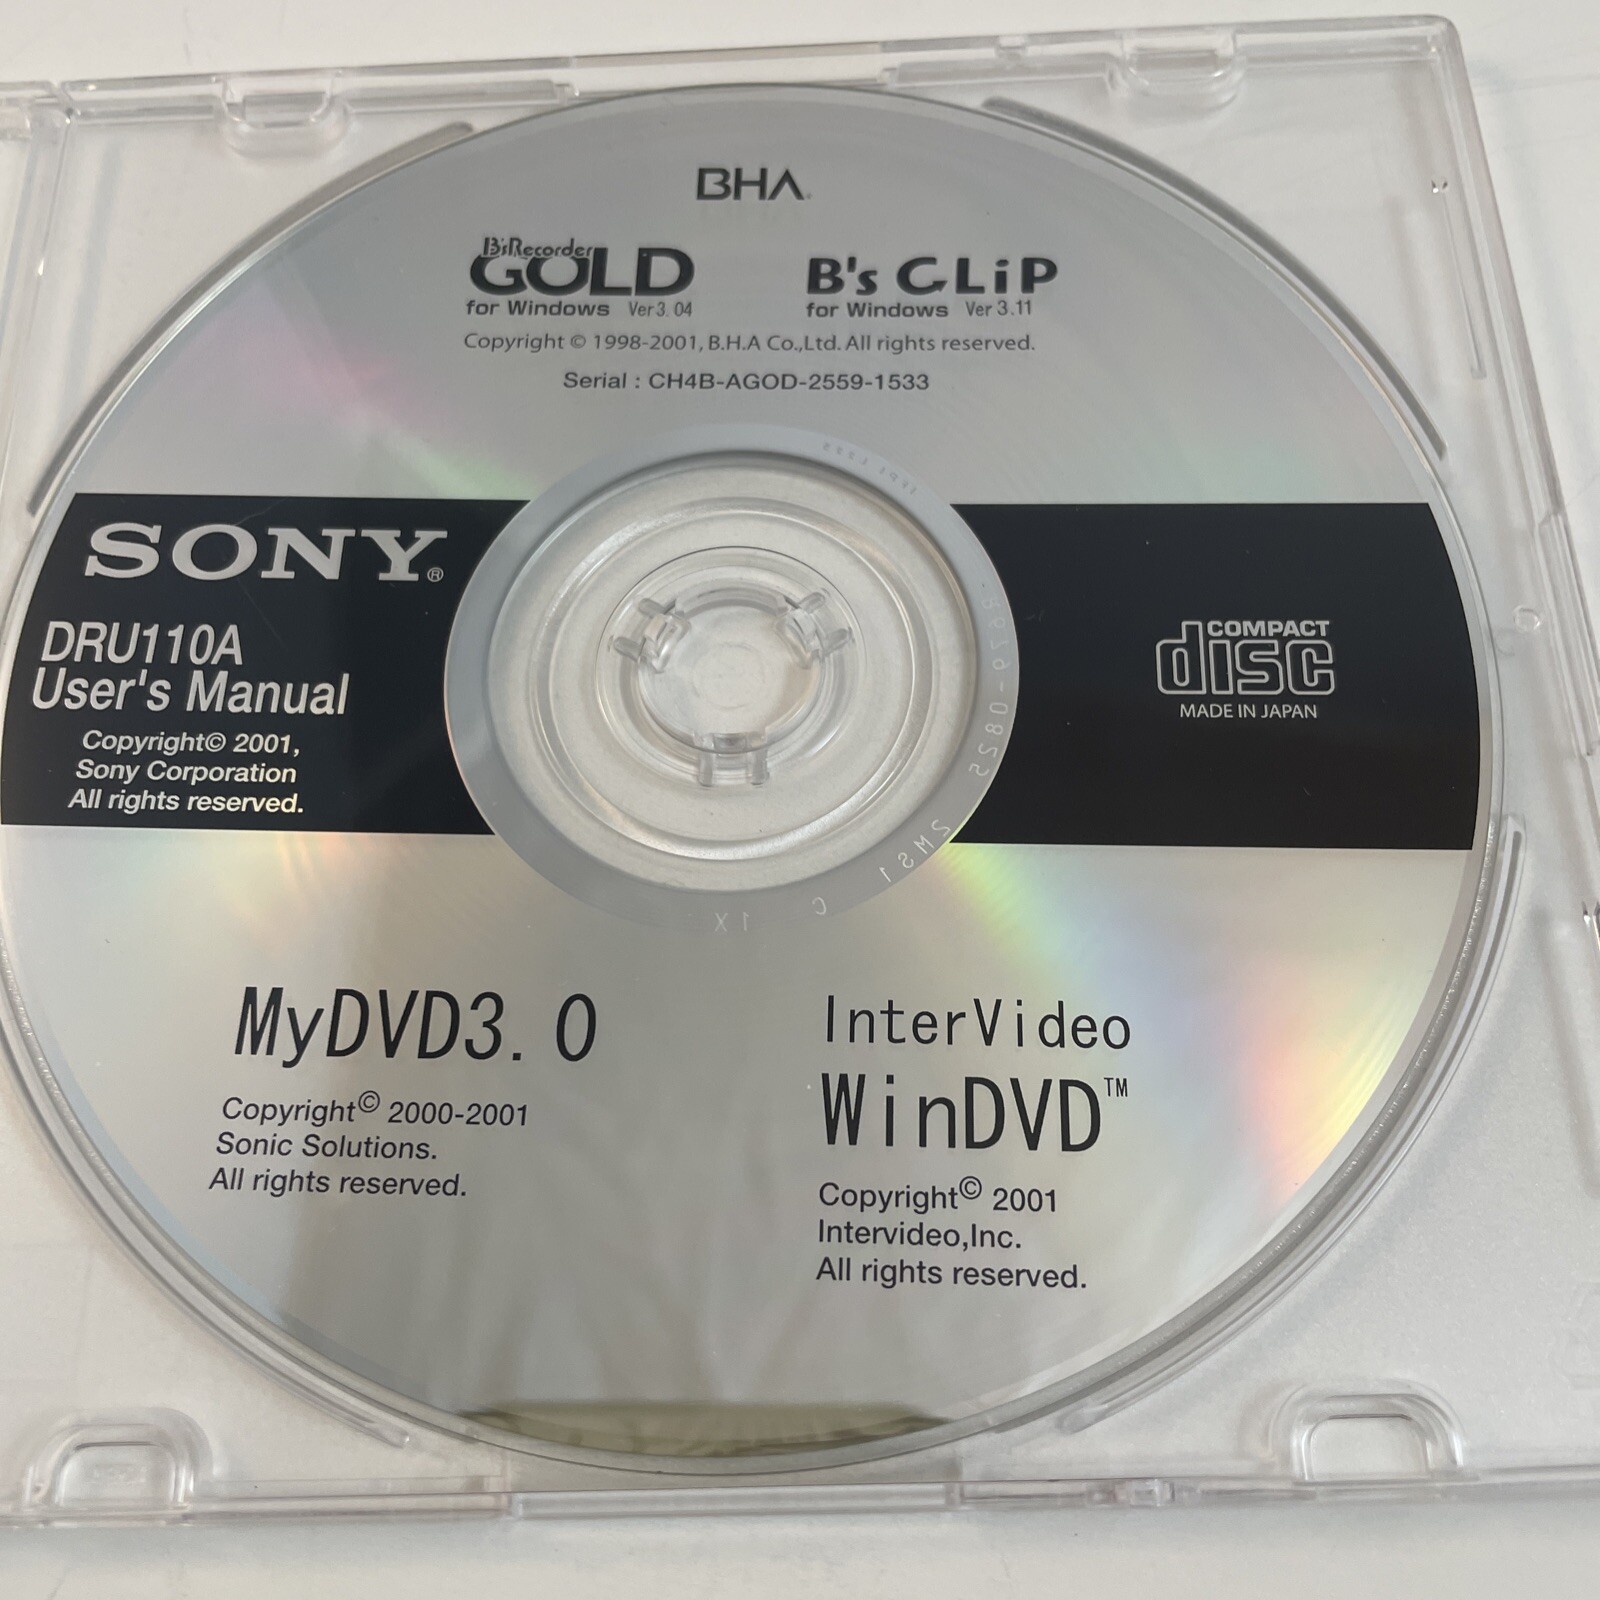 BHA
B'sRecorder
GOLD
for Windows Ver3.04
B's CLiP
for Windows Ver 3.11
Copyright © 1998-2001, B.H.A Co.,Ltd. All rights reserved.
Serial : CH4B-AGOD-2559-1533
SONY®
DRU110A
User's Manual
Copyright© 2001,
Sony Corporation
All rights reserved.
COMPACT
disc
MADE IN JAPAN
2MS1
C
1X
MyDVD3.0
Copyright© 2000-2001
Sonic Solutions.
All rights reserved.
InterVideo
WinDVD™
Copyright© 2001
Intervideo,Inc.
All rights reserved.